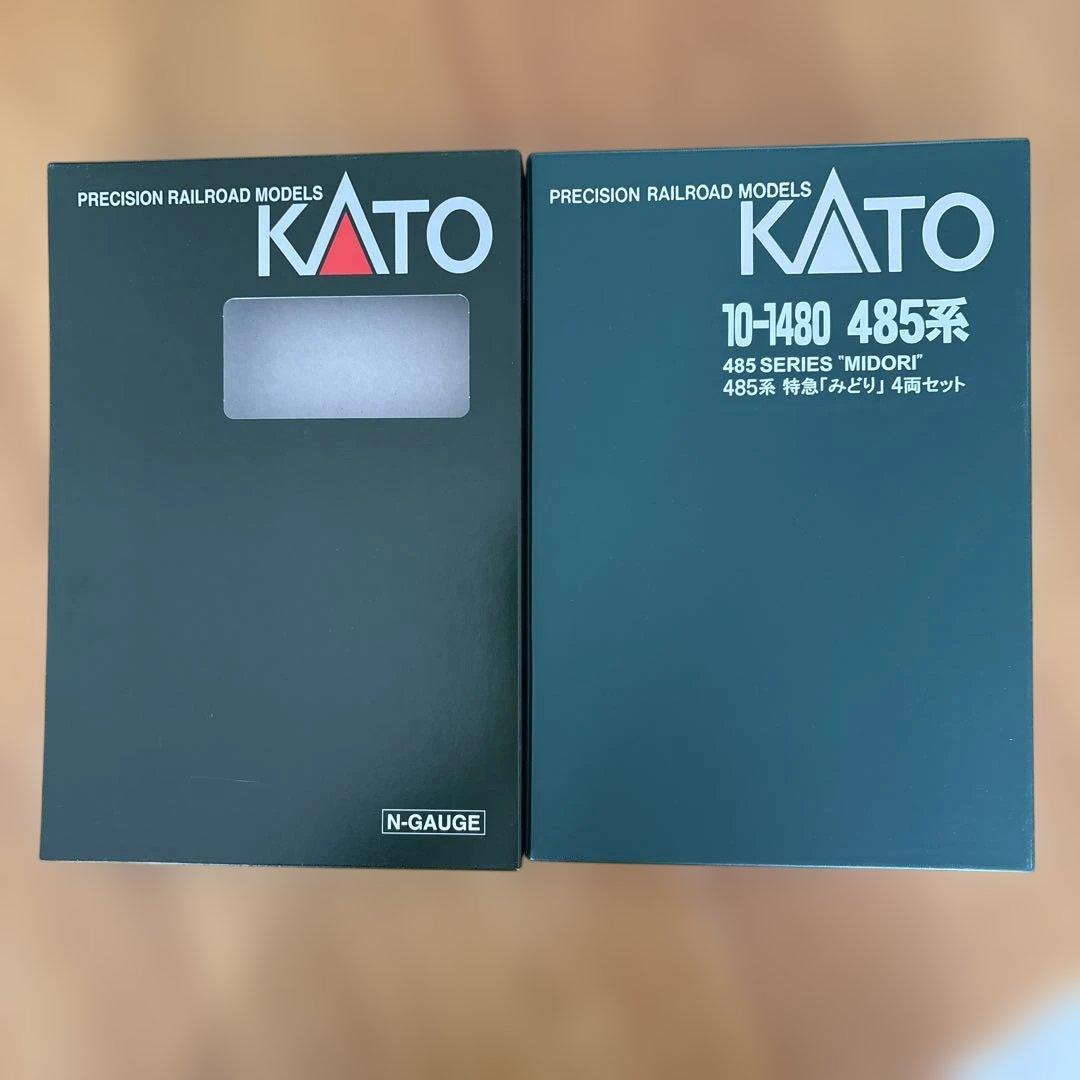 PRECISION RAILROAD MODELS
KATO
N-GAUGE
PRECISION RAILROAD MODELS
KATO
10-1480 485系
485 SERIES "MIDORI"
485系 特急「みどり」 4両セット